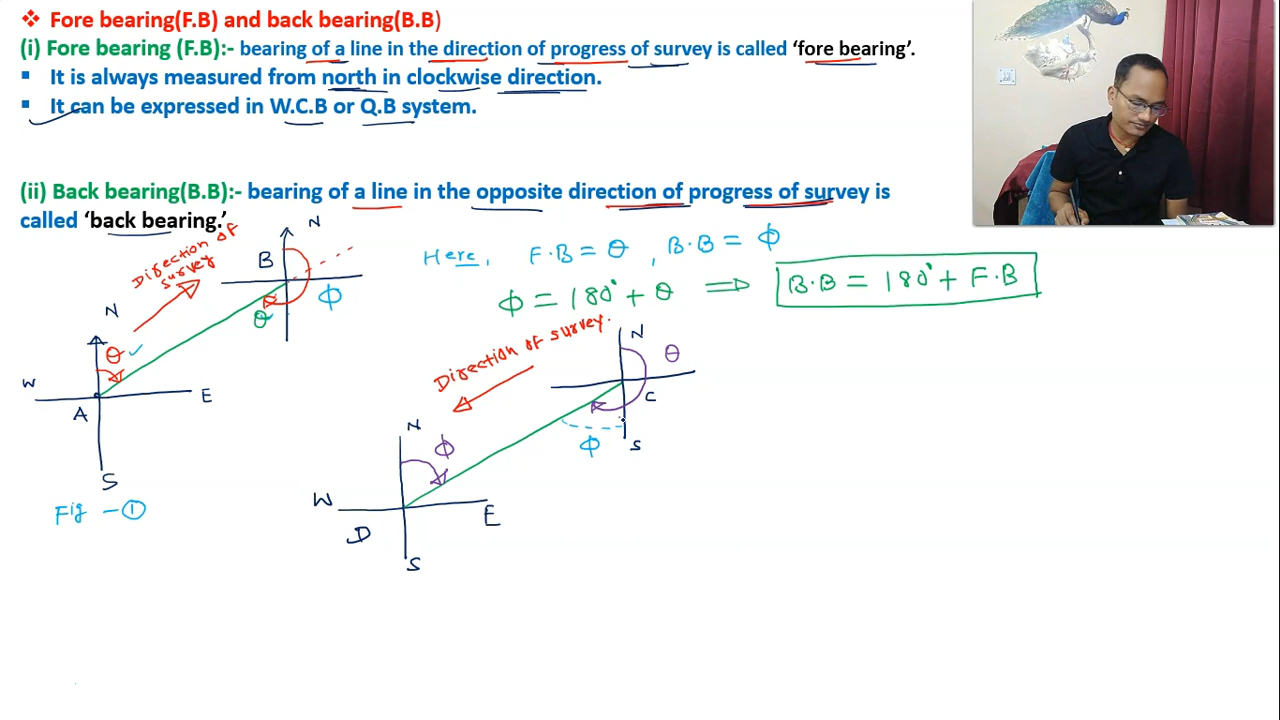 ❖ Fore bearing(F.B) and back bearing(B.B)
(i) Fore bearing (F.B):- bearing of a line in the direction of progress of survey is called ‘fore bearing’.
▪ It is always measured from north in clockwise direction.
▪ It can be expressed in W.C.B or Q.B system.
(ii) Back bearing(B.B):- bearing of a line in the opposite direction of progress of survey is
called ‘back bearing.’
Direction of
survey
N
B
θ
φ
N
θ
W
E
A
S
Fig -①
Here, F.B = θ , B.B = φ
φ = 180° + θ ⇒ B.B = 180° + F.B
Direction of survey.
N
θ
C
φ
S
N
φ
W
E
D
S